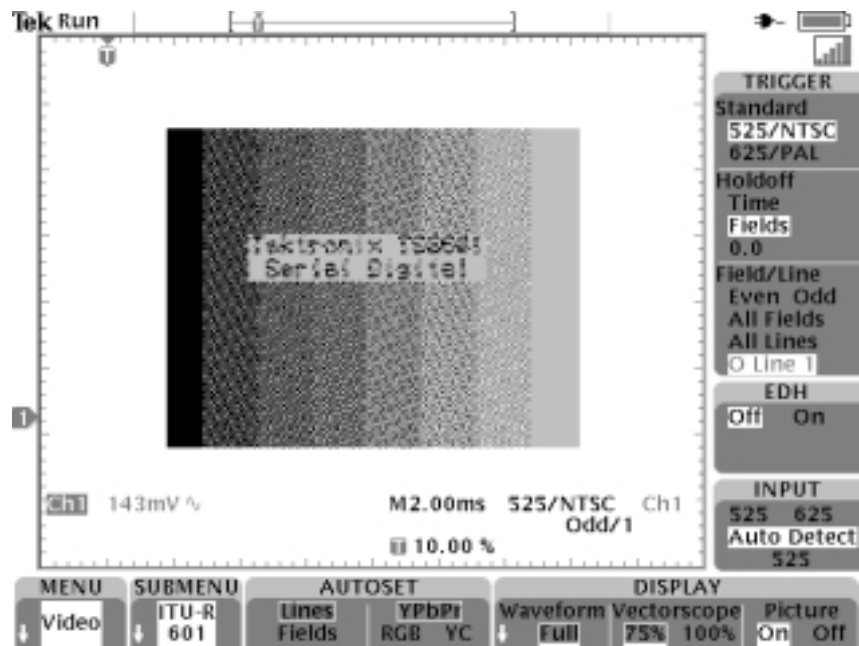 Tek Run
TRIGGER
Standard
525/NTSC
625/PAL
Holdoff
Time
Fields
0.0
Field/Line
Even Odd
All Fields
All Lines
O Line 1
EDH
Off On
INPUT
525 625
Auto Detect
525
T
Tektronix
Serial Digital
1
Ch1 143mV M2.00ms 525/NTSC Ch1
Odd/1
T 10.00 %
MENU SUBMENU AUTOSET DISPLAY
Video ITU-R 601 Lines Fields YPbPr RGB YC Waveform Full Vectorscope 75% 100% Picture On Off